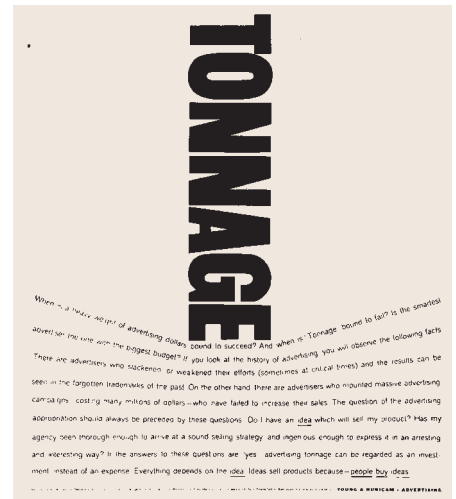 TONNAGE
When is a heavy weight of advertising dollars bound to succeed? And when is "Tonnage" bound to fail? Is the smartest
advertiser the one with the biggest budget? If you look at the history of advertising, you will observe the following facts
There are advertisers who slackened or weakened their efforts (sometimes at critical times) and the results can be
seen in the forgotten trademarks of the past. On the other hand there are advertisers who mounted massive advertising
campaigns costing many millions of dollars—who have failed to increase their sales. The question of the advertising
appropriation should always be preceded by these questions: Do I have an idea which will sell my product? Has my
agency been thorough enough to arrive at a sound selling strategy and ingenious enough to express it in an arresting
and interesting way? If the answers to these questions are "yes" advertising tonnage can be regarded as an invest-
ment instead of an expense. Everything depends on the idea. Ideas sell products because—people buy ideas
YOUNG & RUBICAM • ADVERTISING